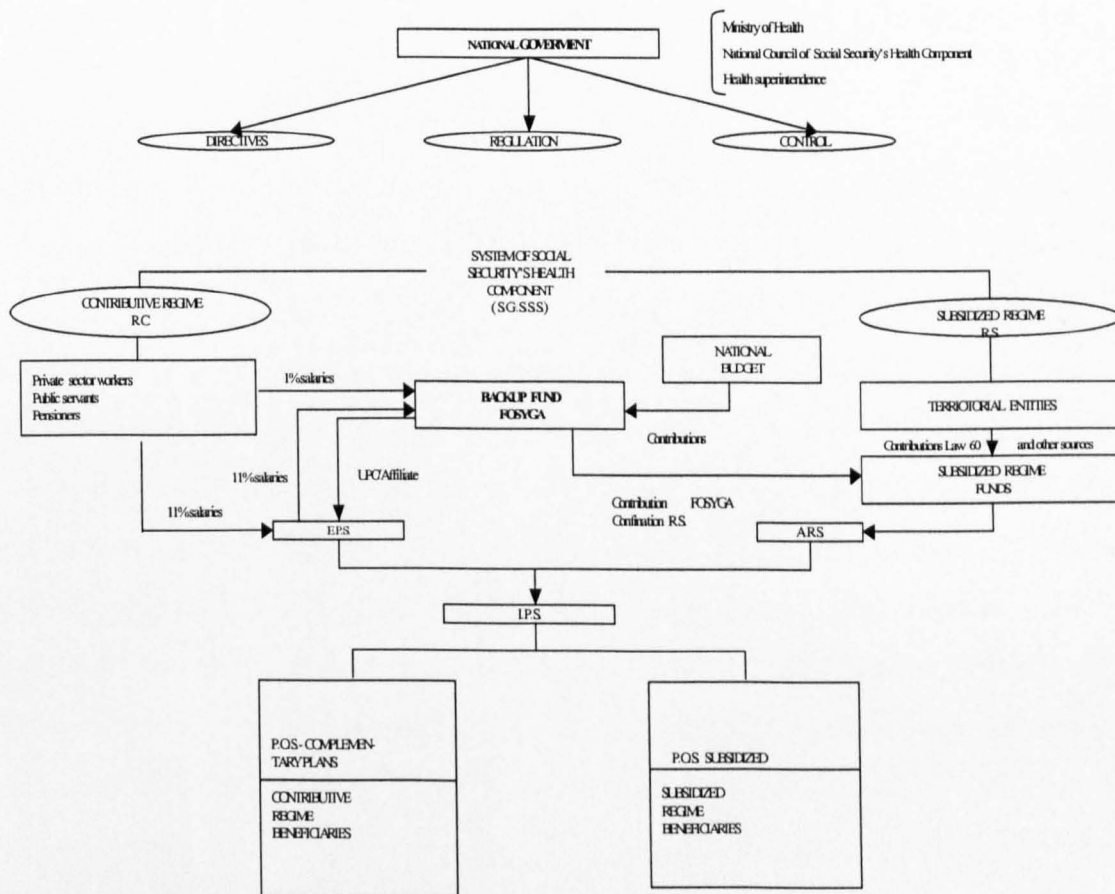 NATIONAL GOVERMENT
Ministry of Health
National Council of Social Security's Health Component
Health superintendence
DIRECTIVES
REGULATION
CONTROL
SYSTEM OF SOCIAL
SECURITY'S HEALTH
COMPONENT
(S.G.S.S.S.)
CONTRIBUTIVE REGIME
R.C.
SUBSIDIZED REGIME
R.S.
Private sector workers
Public servants
Pensioners
1% salaries
BACKUP FUND
FOSYGA
NATIONAL
BUDGET
TERRIOTORIAL ENTITIES
Contributions
Contributions Law 60 and other sources
11% salaries
UPC Affiliate
SUBSIDIZED REGIME
FUNDS
11% salaries
Contribution FOSYGA
Confination R.S.
E.P.S.
A.R.S.
I.P.S.
P.O.S.- COMPLEMEN-
TARY PLANS
CONTRIBUTIVE
REGIME
BENEFICIARIES
P.O.S. SUBSIDIZED
SUBSIDIZED
REGIME
BENEFICIARIES